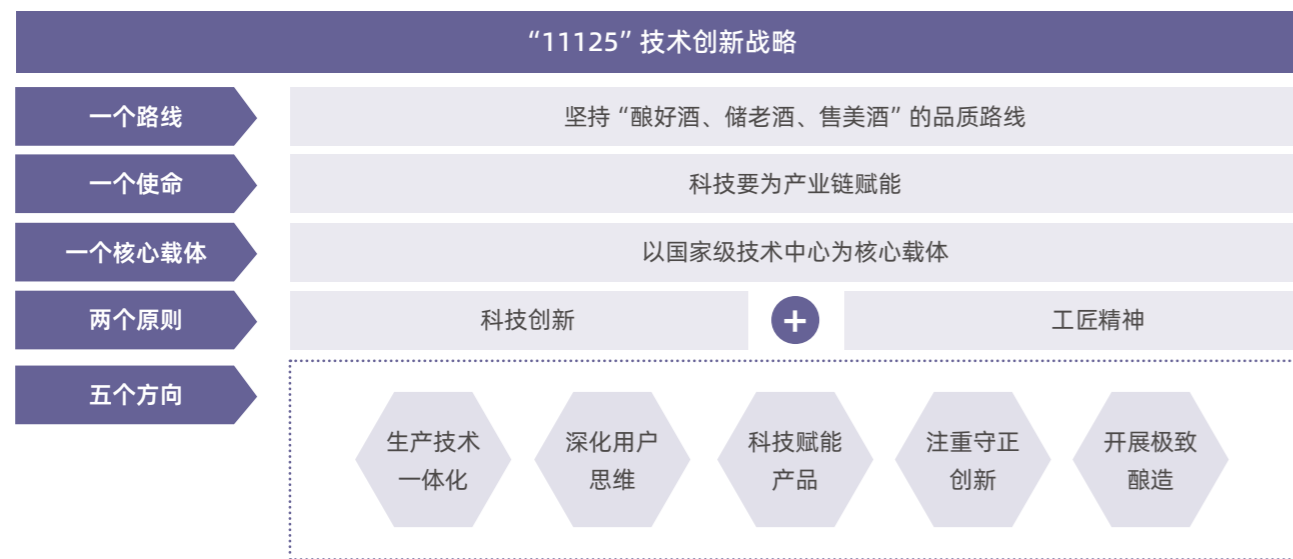 “11125”技术创新战略
一个路线
坚持“酿好酒、储老酒、售美酒”的品质路线
一个使命
科技要为产业链赋能
一个核心载体
以国家级技术中心为核心载体
两个原则
科技创新
+
工匠精神
五个方向
生产技术
一体化
深化用户
思维
科技赋能
产品
注重守正
创新
开展极致
酿造